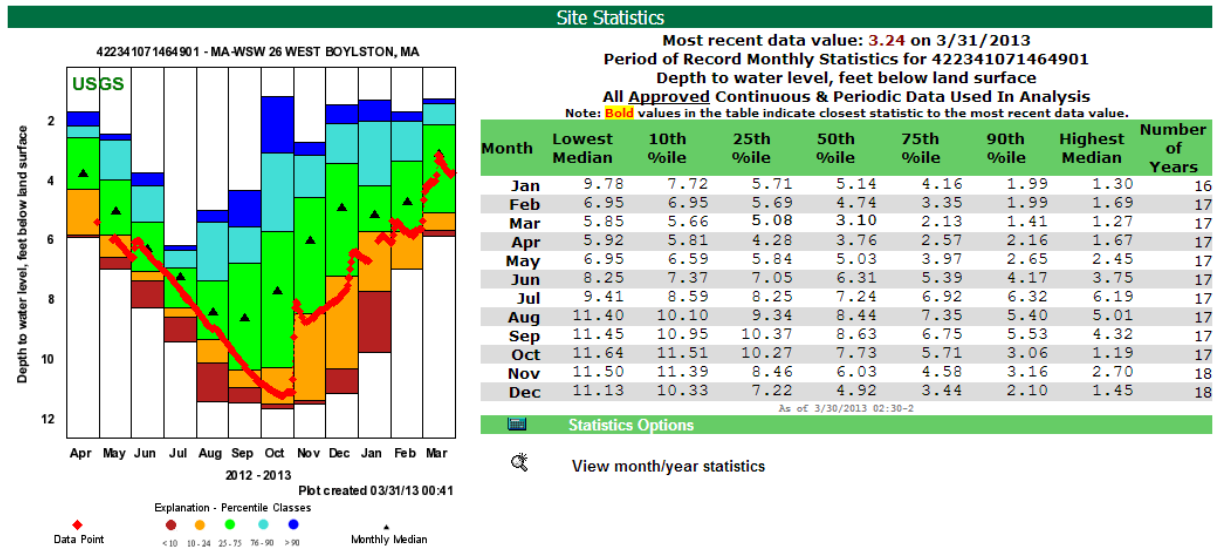 Site Statistics
422341071464901 - MA-WSW 26 WEST BOYLSTON, MA
USGS
Depth to water level, feet below land surface
2
4
6
8
10
12
Apr May Jun Jul Aug Sep Oct Nov Dec Jan Feb Mar
2012 - 2013
Plot created 03/31/13 00:41
Explanation - Percentile Classes
Data Point
< 10 10 - 24 25 - 75 76 - 90 > 90
Monthly Median
Most recent data value: 3.24 on 3/31/2013
Period of Record Monthly Statistics for 422341071464901
Depth to water level, feet below land surface
All Approved Continuous & Periodic Data Used In Analysis
Note: Bold values in the table indicate closest statistic to the most recent data value.
Month Lowest Median 10th %ile 25th %ile 50th %ile 75th %ile 90th %ile Highest Median Number of Years
Jan 9.78 7.72 5.71 5.14 4.16 1.99 1.30 16
Feb 6.95 6.95 5.69 4.74 3.35 1.99 1.69 17
Mar 5.85 5.66 5.08 3.10 2.13 1.41 1.27 17
Apr 5.92 5.81 4.28 3.76 2.57 2.16 1.67 17
May 6.95 6.59 5.84 5.03 3.97 2.65 2.45 17
Jun 8.25 7.37 7.05 6.31 5.39 4.17 3.75 17
Jul 9.41 8.59 8.25 7.24 6.92 6.32 6.19 17
Aug 11.40 10.10 9.34 8.44 7.35 5.40 5.01 17
Sep 11.45 10.95 10.37 8.63 6.75 5.53 4.32 17
Oct 11.64 11.51 10.27 7.73 5.71 3.06 1.19 17
Nov 11.50 11.39 8.46 6.03 4.58 3.16 2.70 18
Dec 11.13 10.33 7.22 4.92 3.44 2.10 1.45 18
As of 3/30/2013 02:30-2
Statistics Options
View month/year statistics